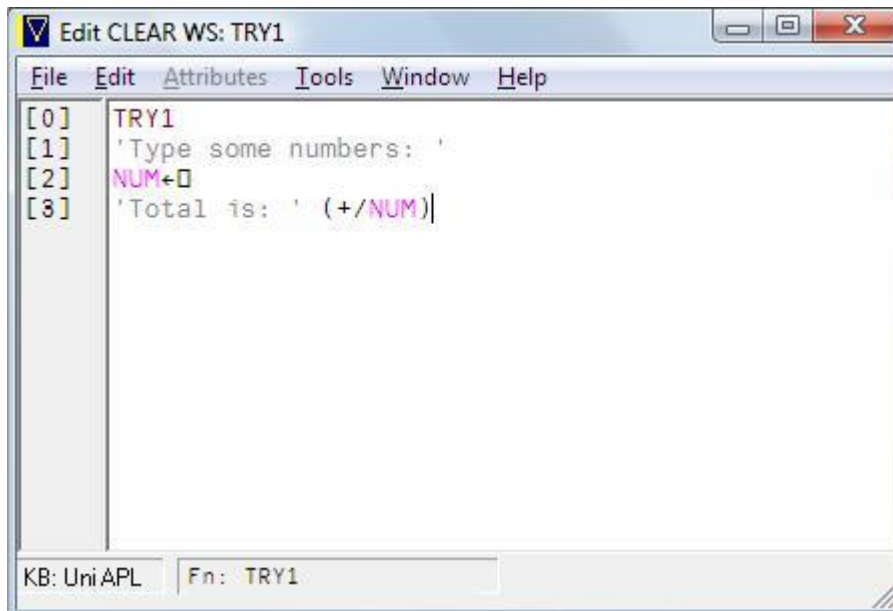 Edit CLEAR WS: TRY1
File Edit Attributes Tools Window Help
[0] TRY1
[1] 'Type some numbers: '
[2] NUM←⎕
[3] 'Total is: ' (+/NUM)
KB: Uni APL Fn: TRY1